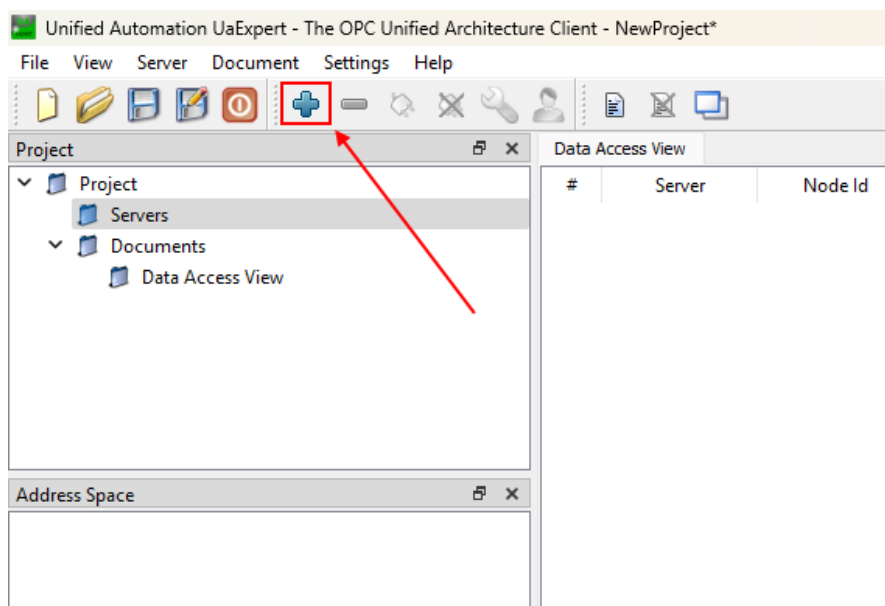 Unified Automation UaExpert - The OPC Unified Architecture Client - NewProject*
File View Server Document Settings Help
Project
Data Access View
Project
# Server Node Id
Servers
Documents
Data Access View
Address Space